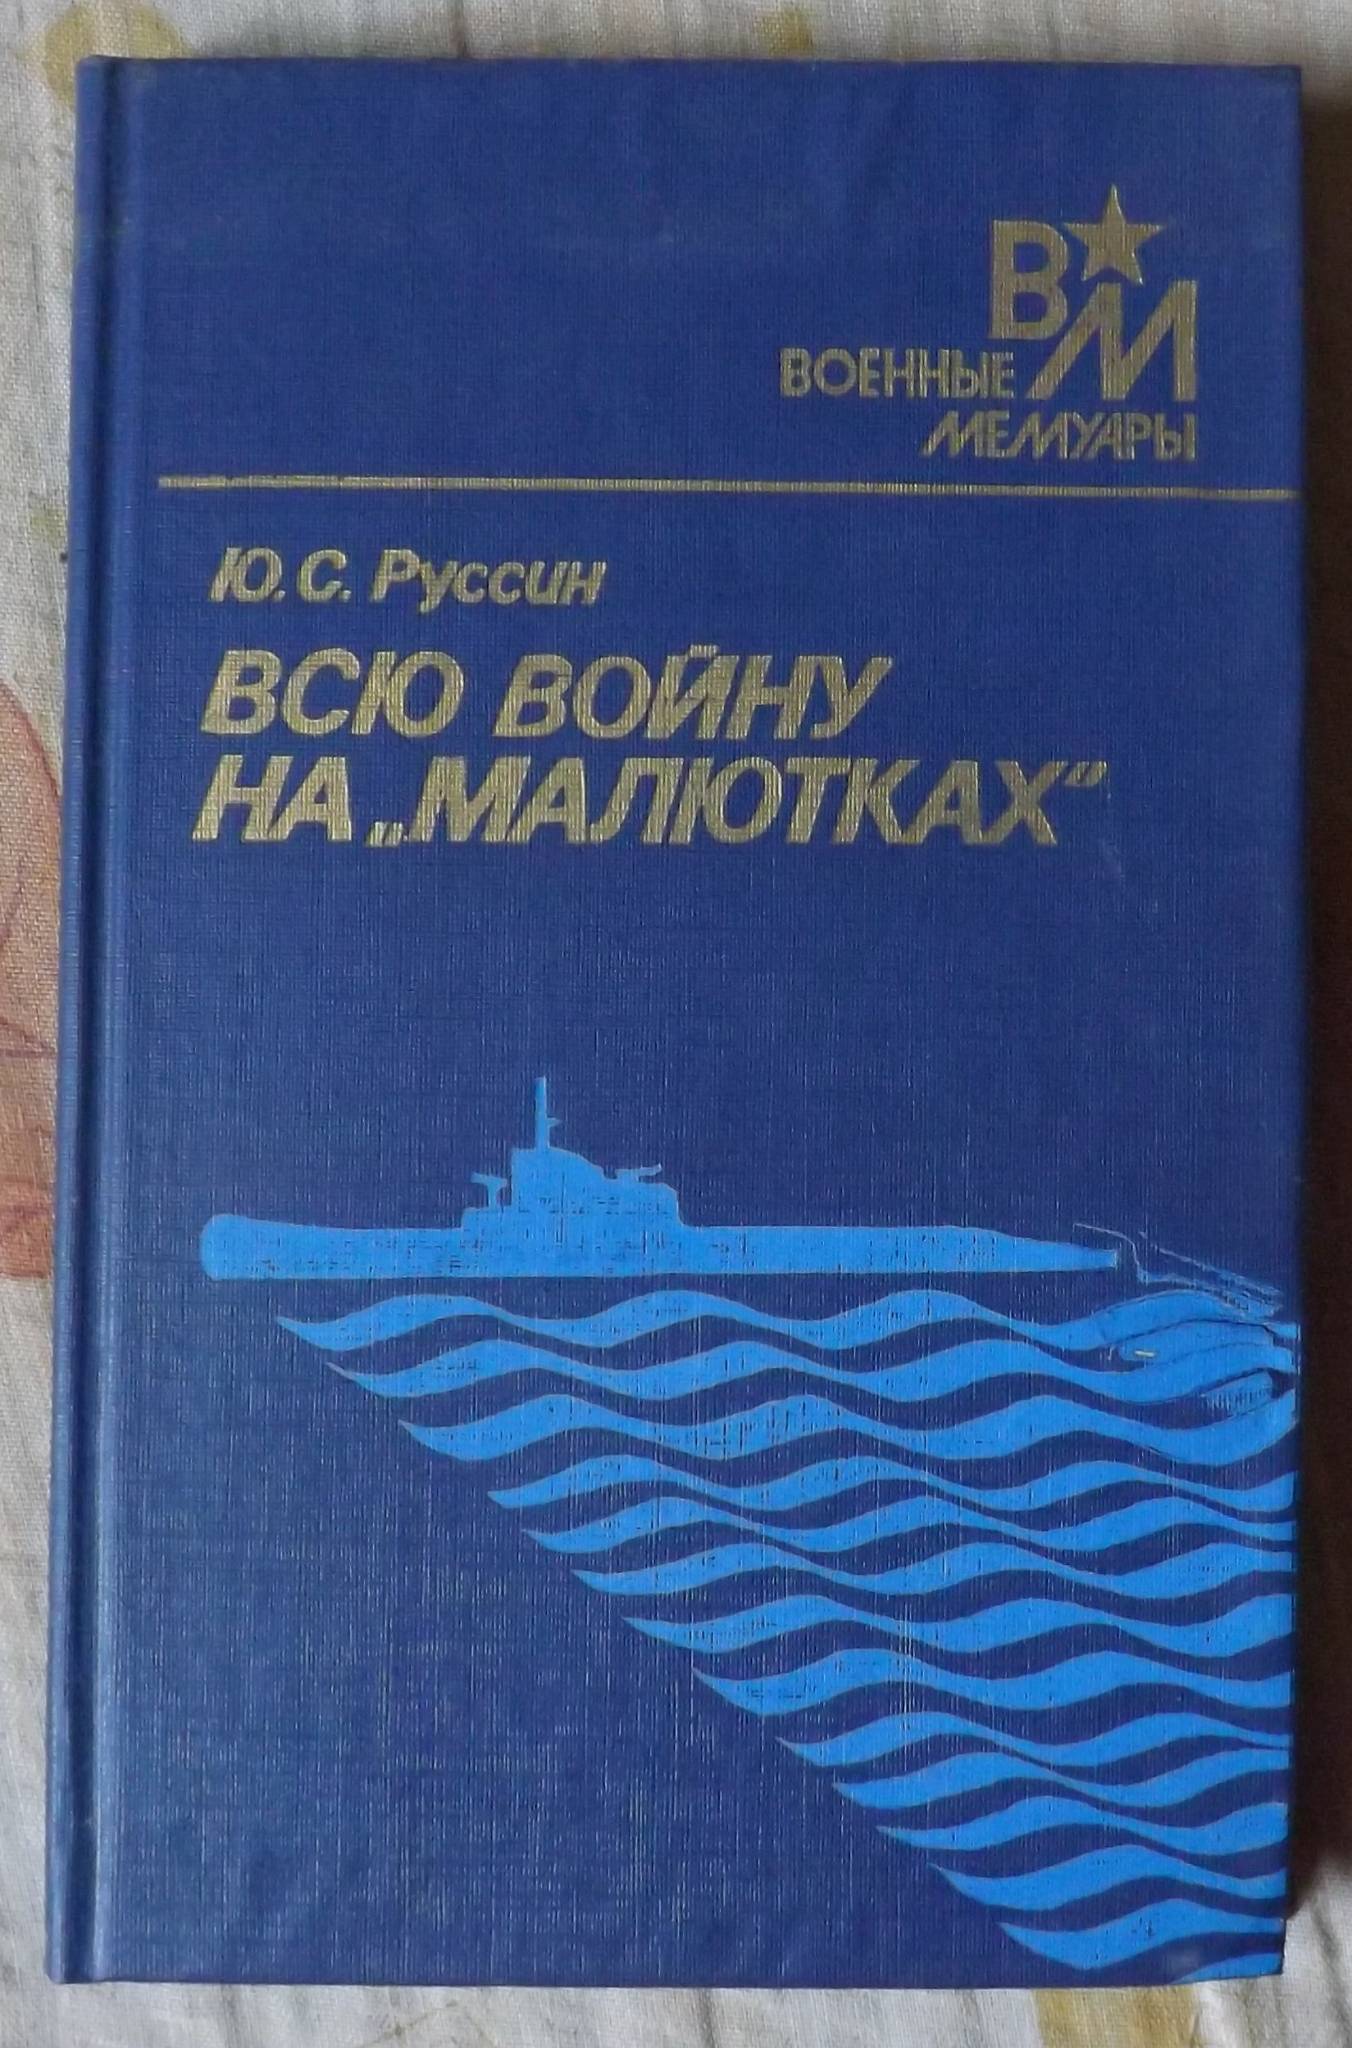 ВМ
ВОЕННЫЕ
МЕМУАРЫ
Ю. С. Руссин
ВСЮ ВОЙНУ
НА „МАЛЮТКАХ“